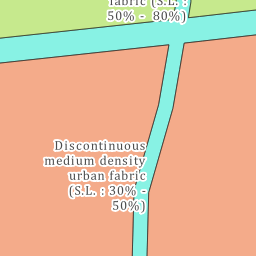 fabric (S.L. :
50% - 80%)
Discontinuous
medium density
urban fabric
(S.L. : 30% -
50%)